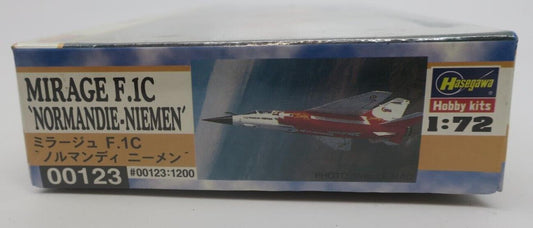 MIRAGE F.1C
'NORMANDIE-NIEMEN'
ミラージュ F.1C
`ノルマンディ ニーメン´
00123 #00123:1200
Hasegawa
Hobby kits
1:72